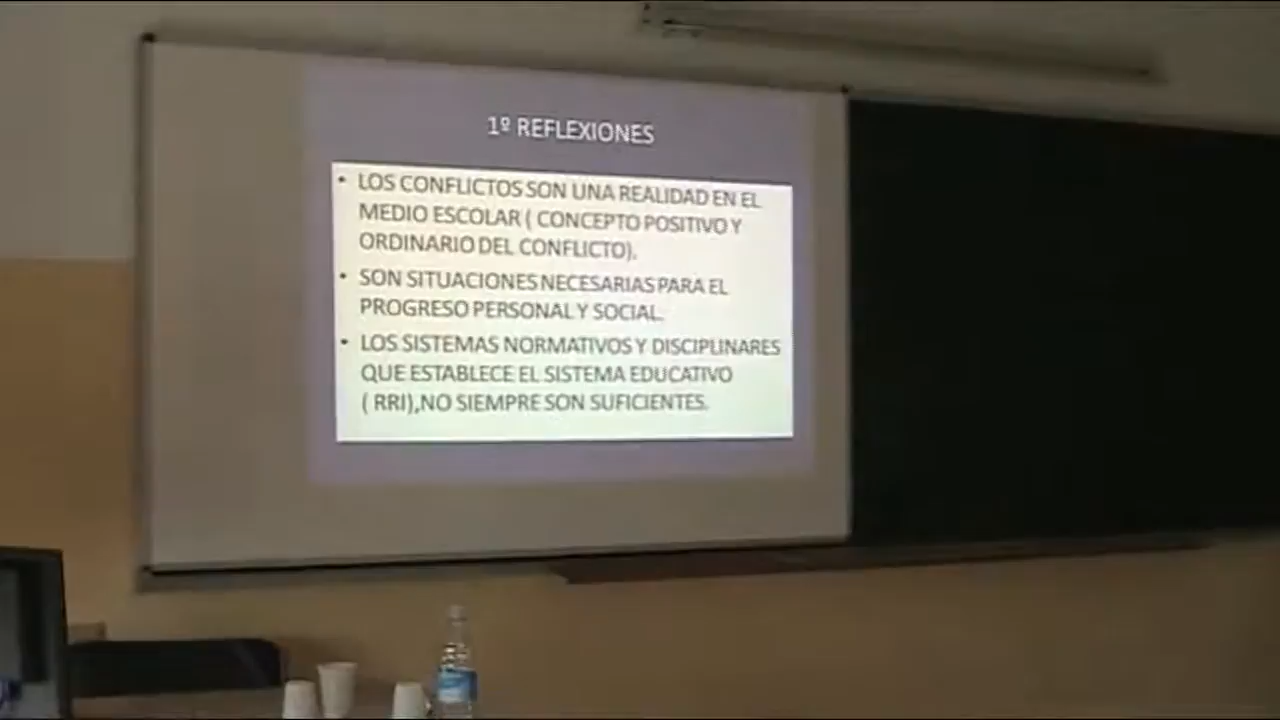 1º REFLEXIONES
• LOS CONFLICTOS SON UNA REALIDAD EN EL
MEDIO ESCOLAR ( CONCEPTO POSITIVO Y
ORDINARIO DEL CONFLICTO).
• SON SITUACIONES NECESARIAS PARA EL
PROGRESO PERSONAL Y SOCIAL.
• LOS SISTEMAS NORMATIVOS Y DISCIPLINARES
QUE ESTABLECE EL SISTEMA EDUCATIVO
( RRI),NO SIEMPRE SON SUFICIENTES.